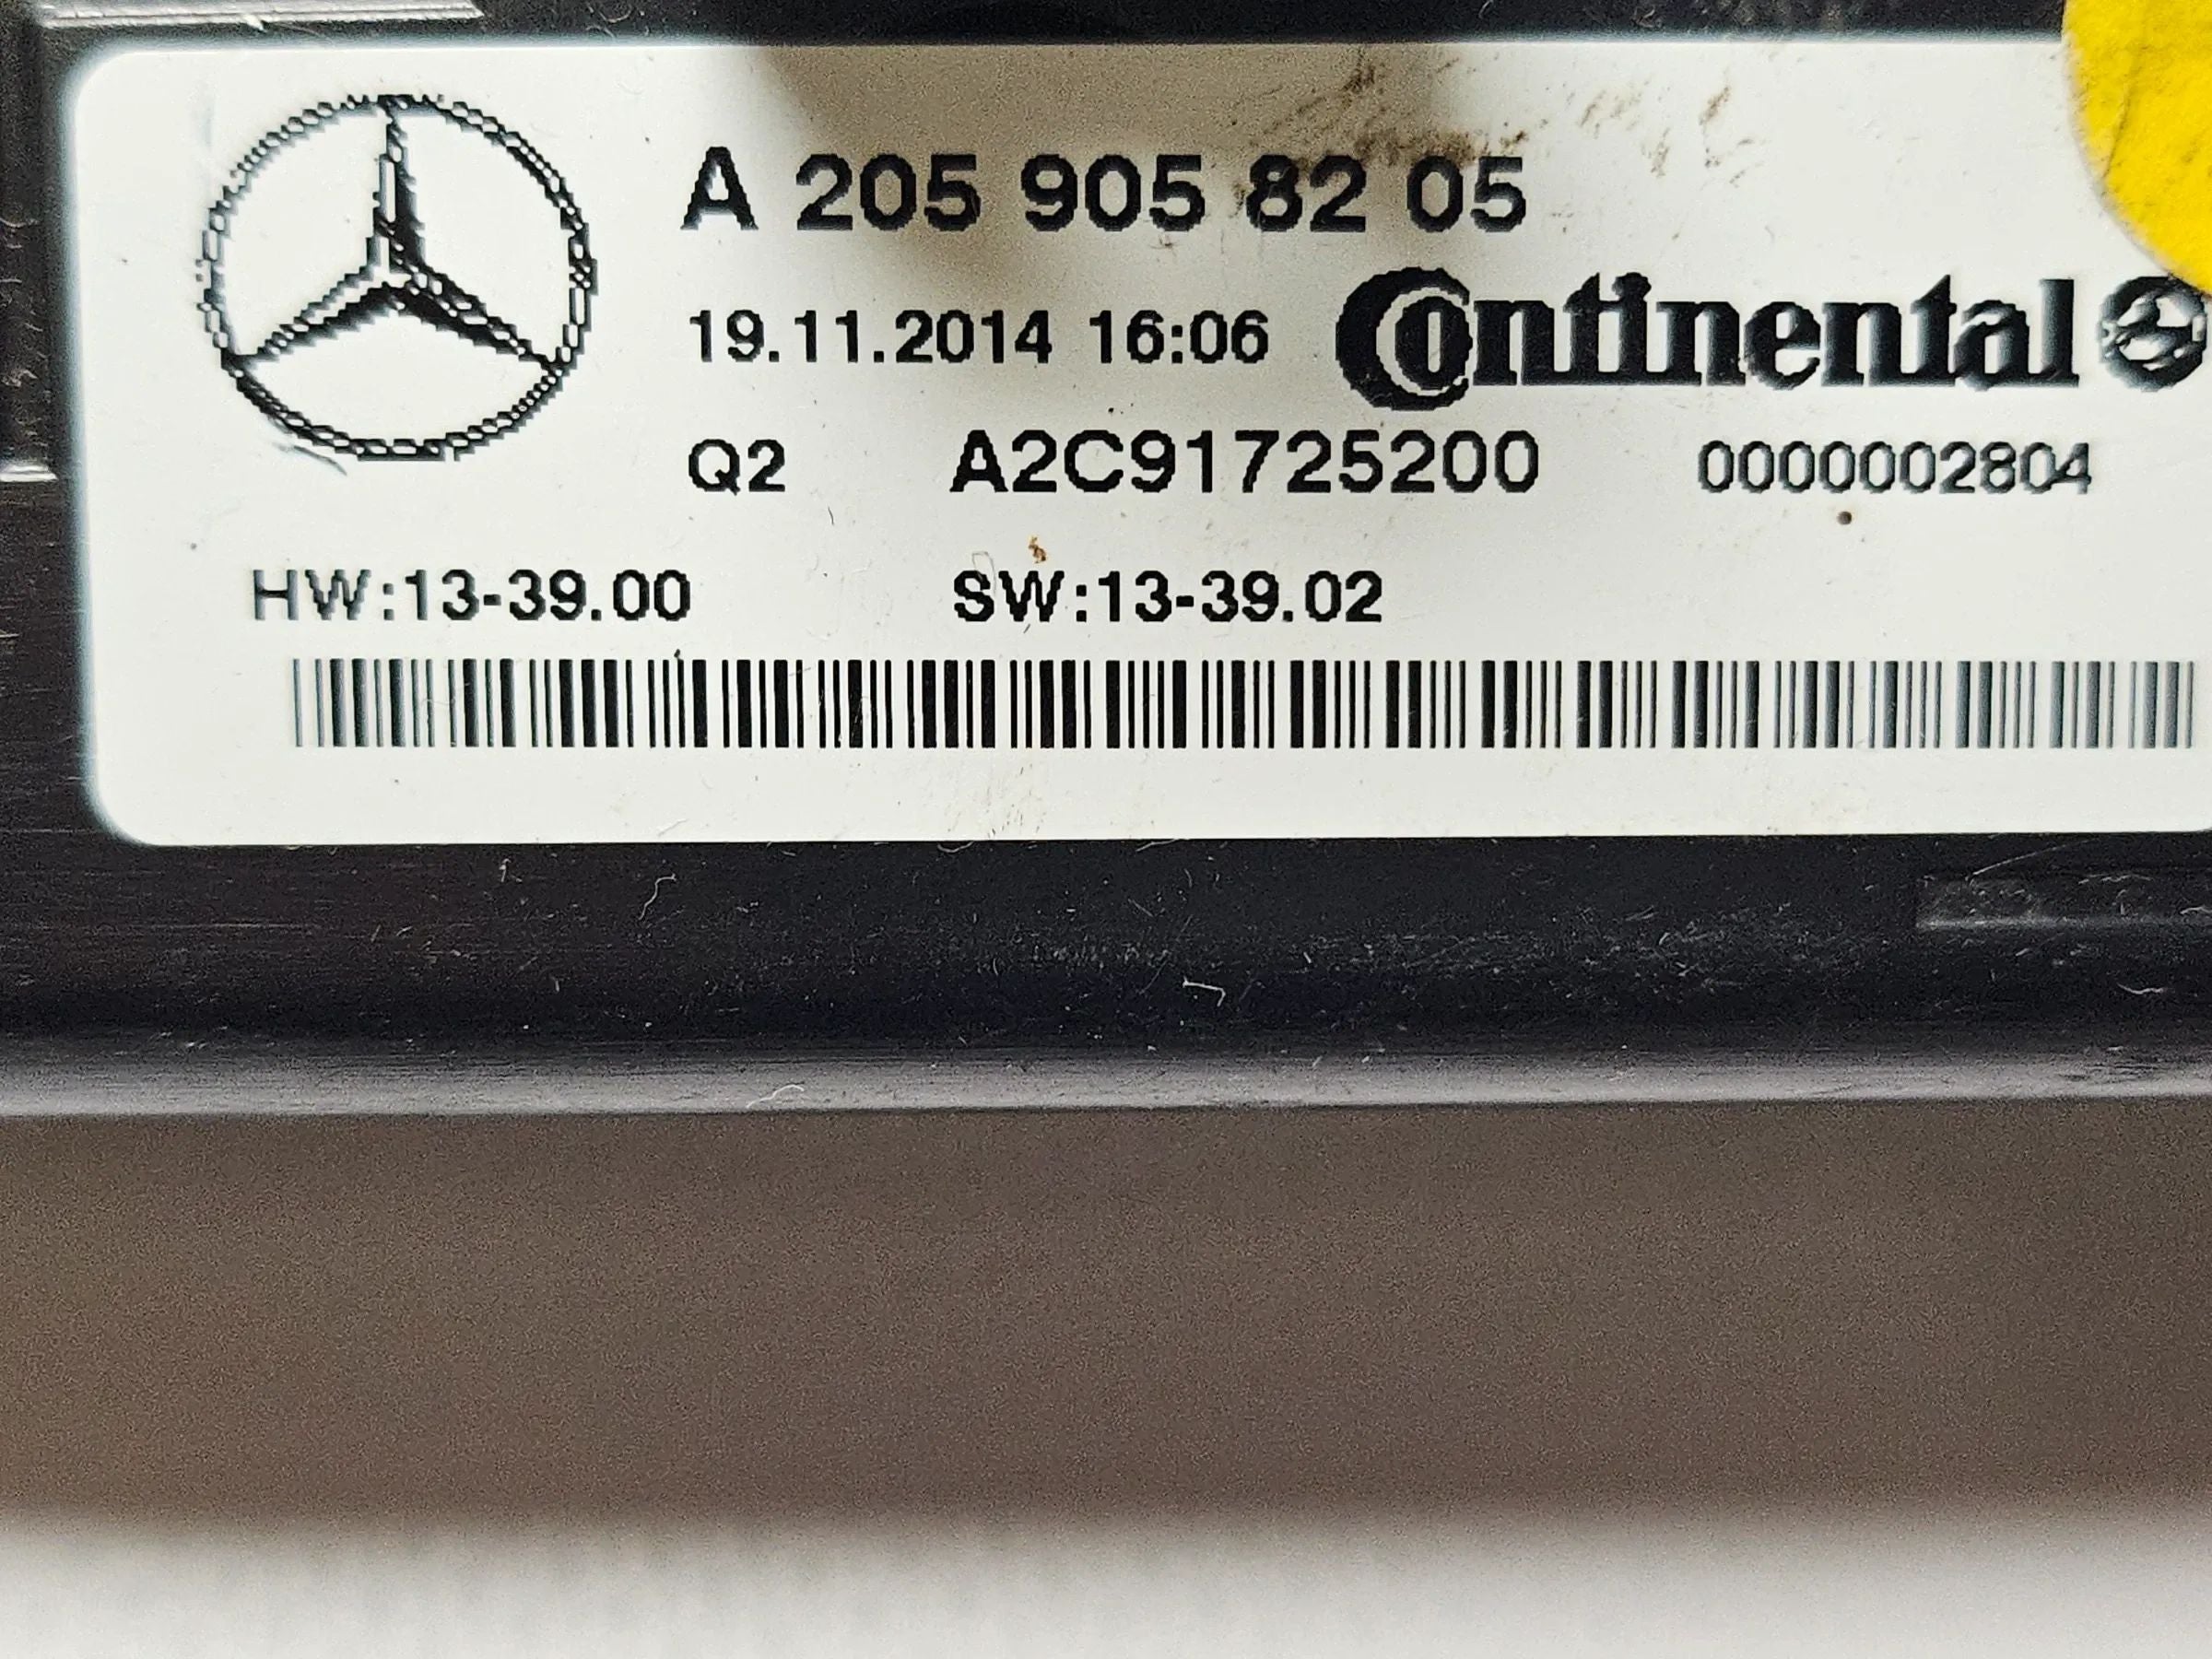 A 205 905 82 05
19.11.2014 16:06 Continental
Q2 A2C91725200 0000002804
HW:13-39.00 SW:13-39.02